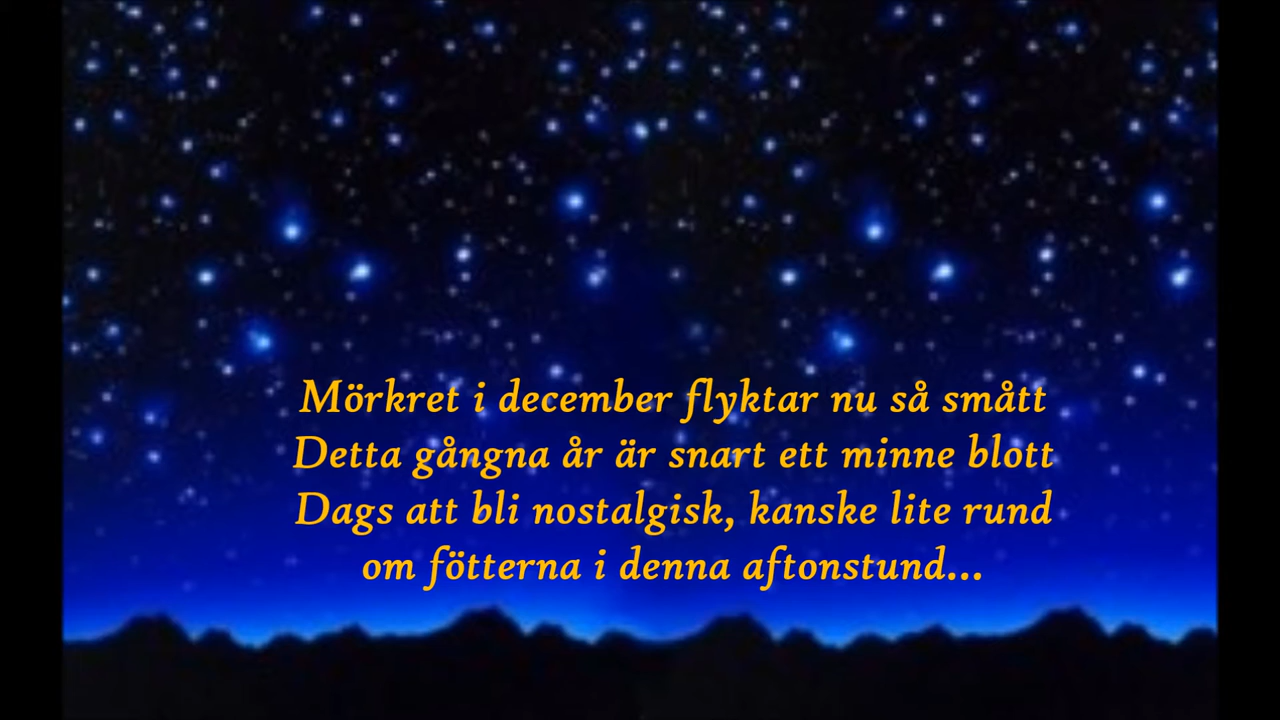 Mörkret i december flyktar nu så smått
Detta gångna år är snart ett minne blott
Dags att bli nostalgisk, kanske lite rund
om fötterna i denna aftonstund...